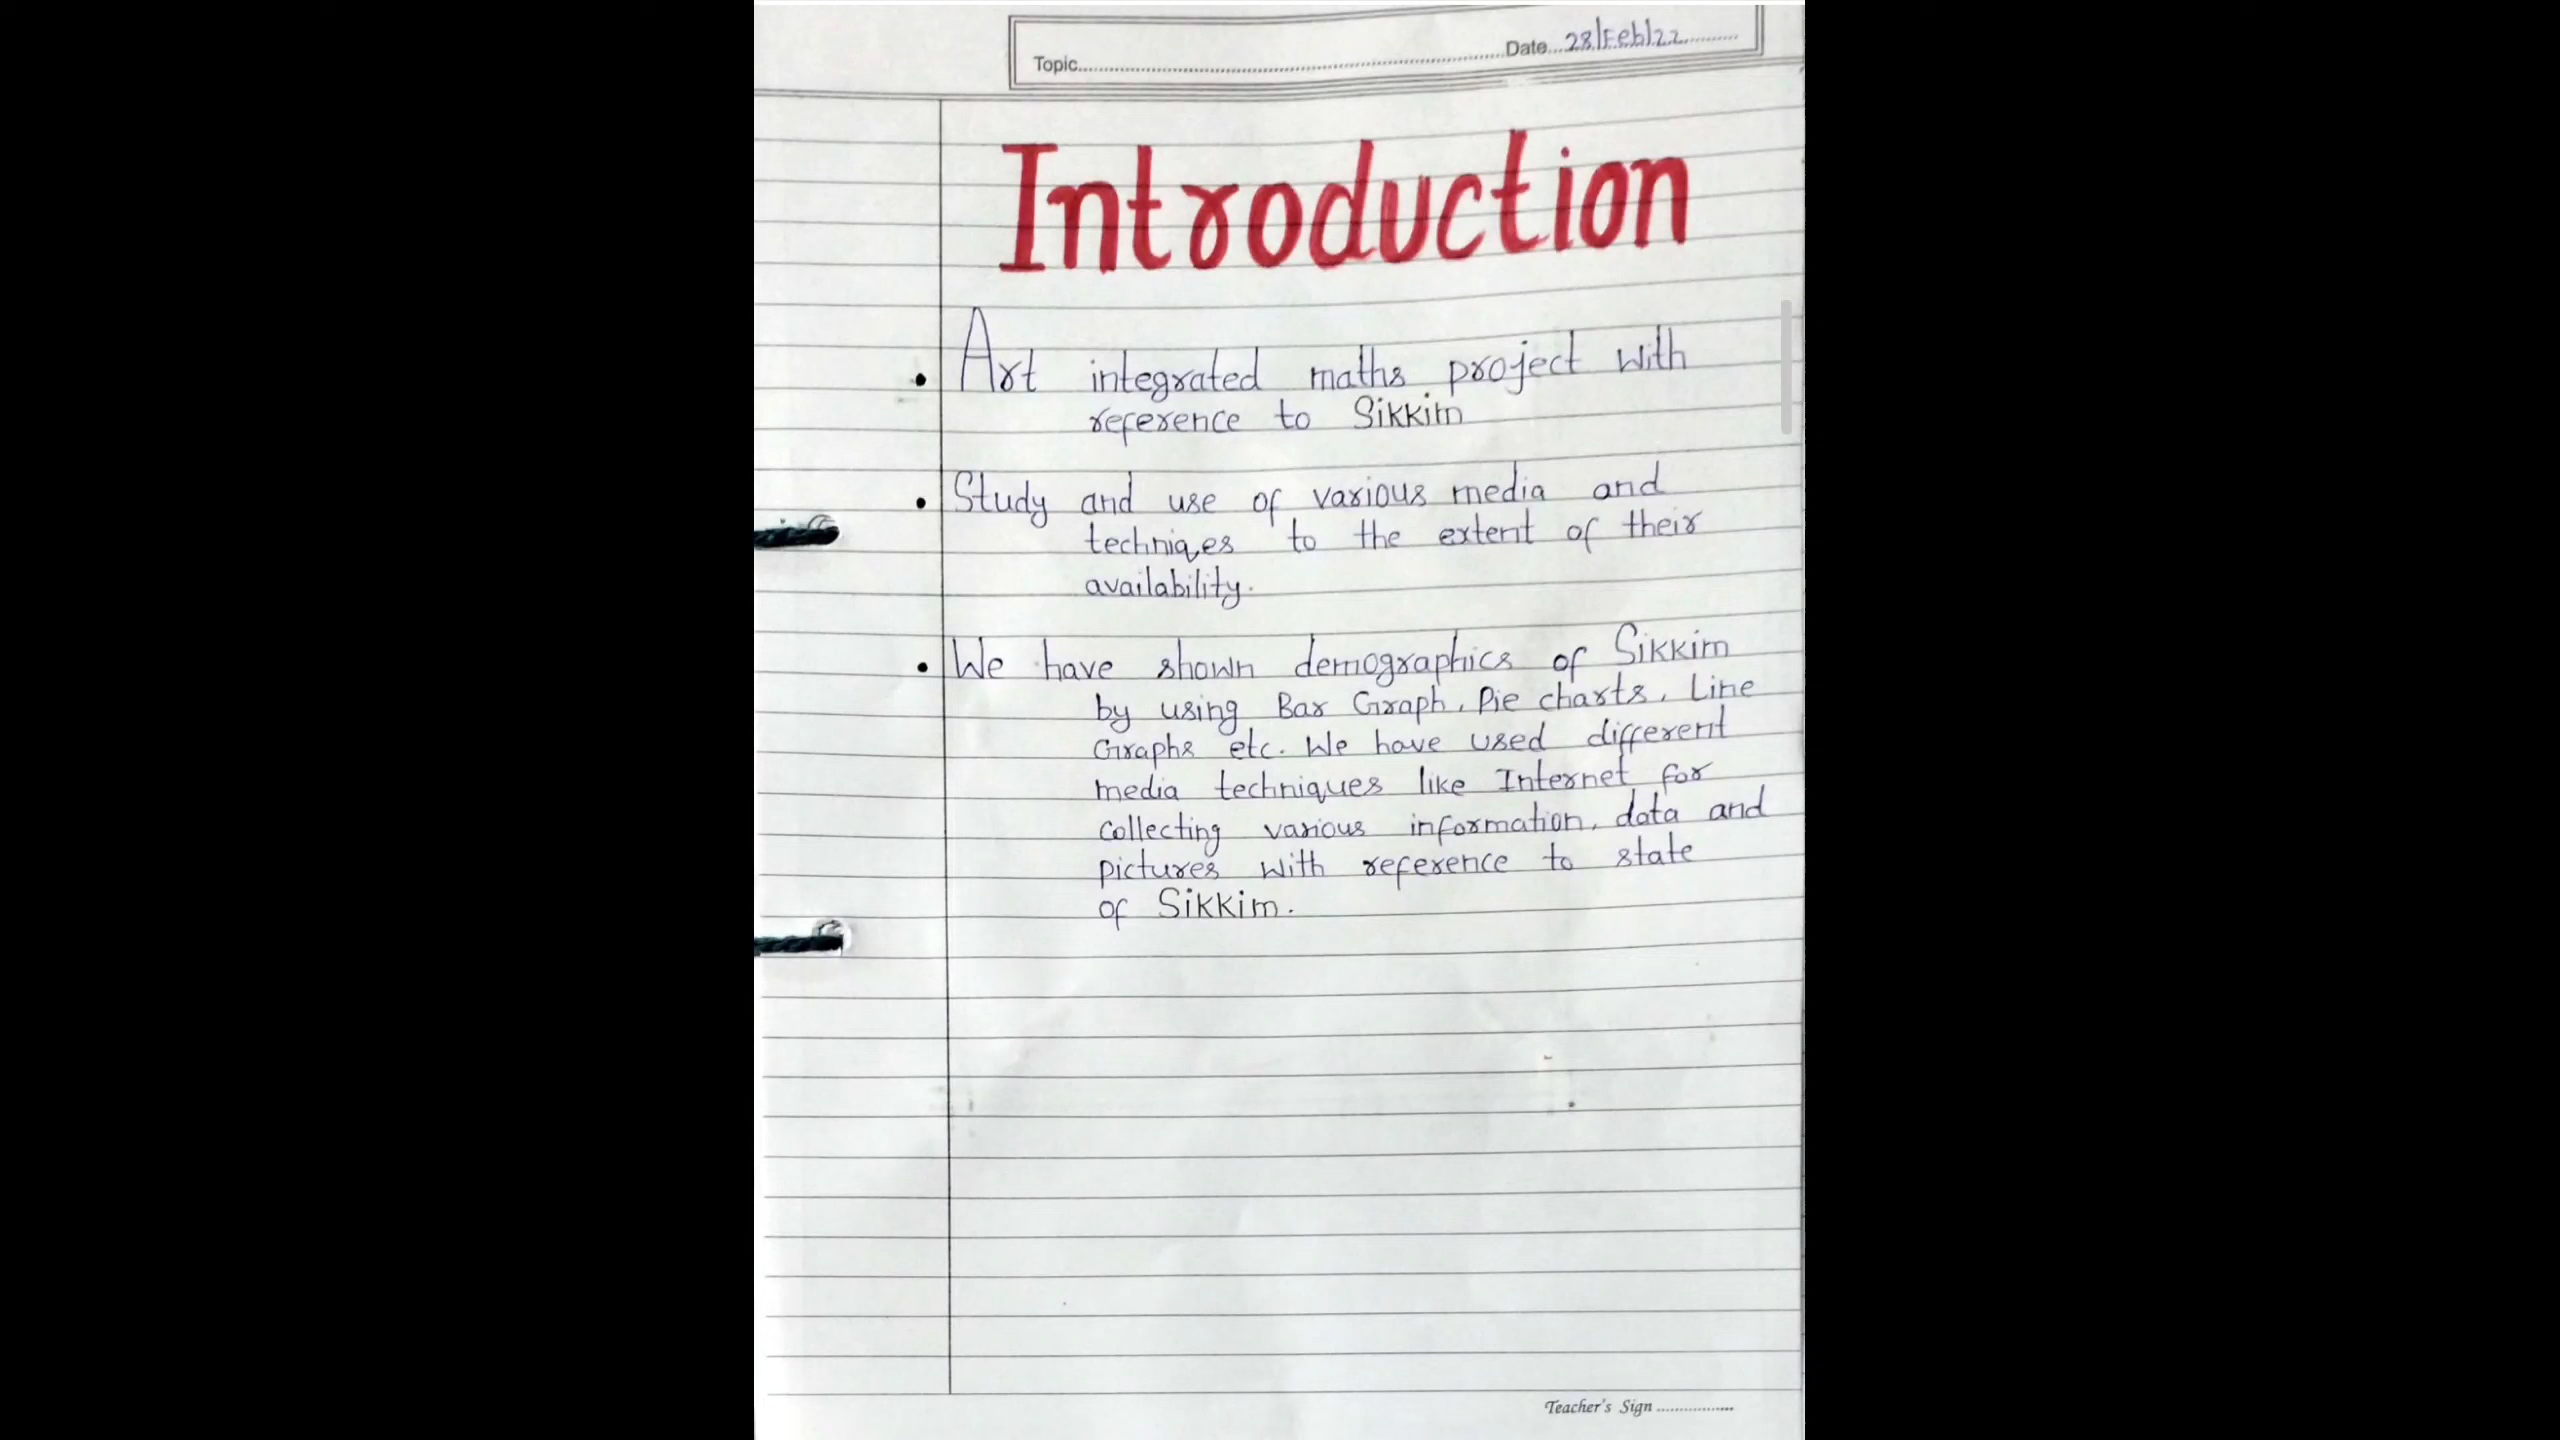 Topic.......... Date... 28/Feb/22
Introduction
• Art integrated maths project with
reference to Sikkim
• Study and use of various media and
techniqes to the extent of their
availability.
• We have shown demographics of Sikkim
by using Bar Graph, Pie charts, Line
Graphs etc. We have used different
media techniques like Internet for
collecting various information, data and
pictures with reference to state
of Sikkim.
Teacher's Sign ..........